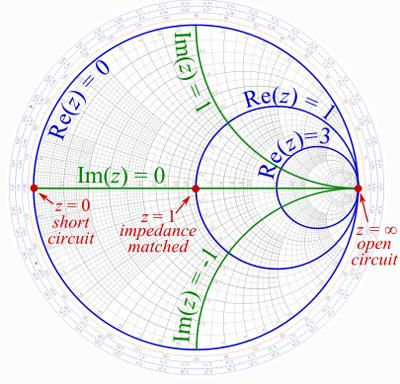 Im(z) = 1
Re(z) = 0
Re(z) = 1
Re(z)=3
Im(z) = 0
z = 0
short
circuit
z = 1
impedance
matched
z = ∞
open
circuit
Im(z) = -1